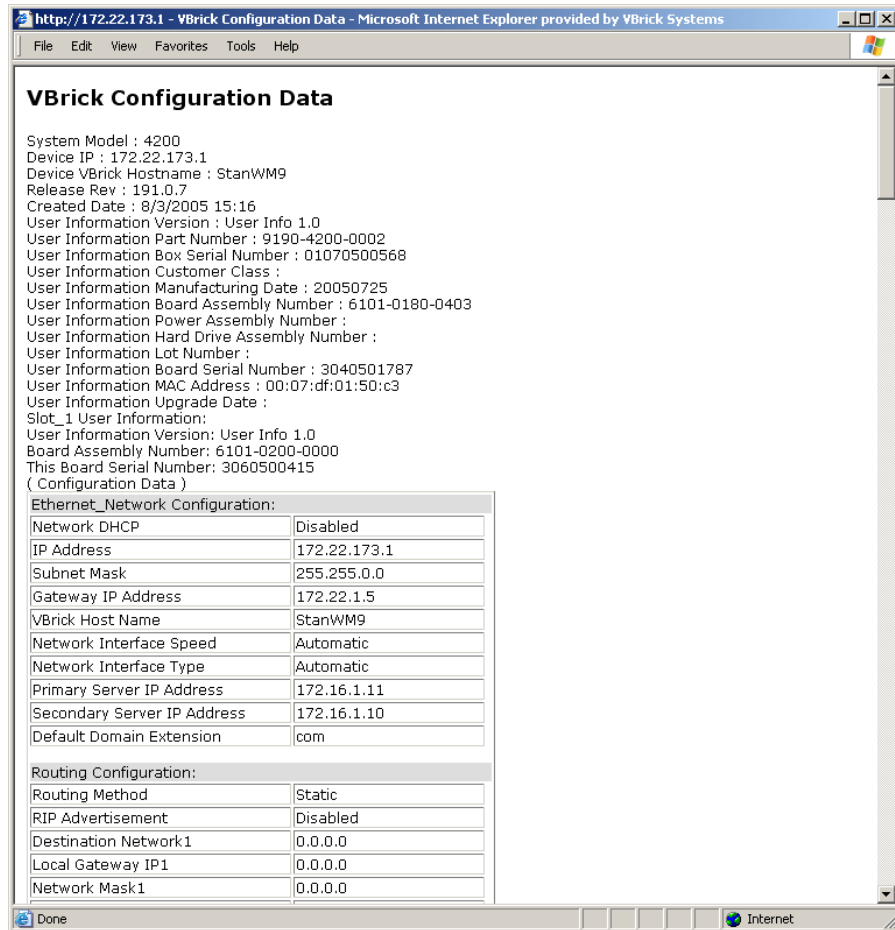 http://172.22.173.1 - VBrick Configuration Data - Microsoft Internet Explorer provided by VBrick Systems
File Edit View Favorites Tools Help
VBrick Configuration Data
System Model : 4200
Device IP : 172.22.173.1
Device VBrick Hostname : StanWM9
Release Rev : 191.0.7
Created Date : 8/3/2005 15:16
User Information Version : User Info 1.0
User Information Part Number : 9190-4200-0002
User Information Box Serial Number : 01070500568
User Information Customer Class :
User Information Manufacturing Date : 20050725
User Information Board Assembly Number : 6101-0180-0403
User Information Power Assembly Number :
User Information Hard Drive Assembly Number :
User Information Lot Number :
User Information Board Serial Number : 3040501787
User Information MAC Address : 00:07:df:01:50:c3
User Information Upgrade Date :
Slot_1 User Information:
User Information Version: User Info 1.0
Board Assembly Number: 6101-0200-0000
This Board Serial Number: 3060500415
( Configuration Data )
Ethernet_Network Configuration:
Network DHCP Disabled
IP Address 172.22.173.1
Subnet Mask 255.255.0.0
Gateway IP Address 172.22.1.5
VBrick Host Name StanWM9
Network Interface Speed Automatic
Network Interface Type Automatic
Primary Server IP Address 172.16.1.11
Secondary Server IP Address 172.16.1.10
Default Domain Extension com
Routing Configuration:
Routing Method Static
RIP Advertisement Disabled
Destination Network1 0.0.0.0
Local Gateway IP1 0.0.0.0
Network Mask1 0.0.0.0
Done Internet